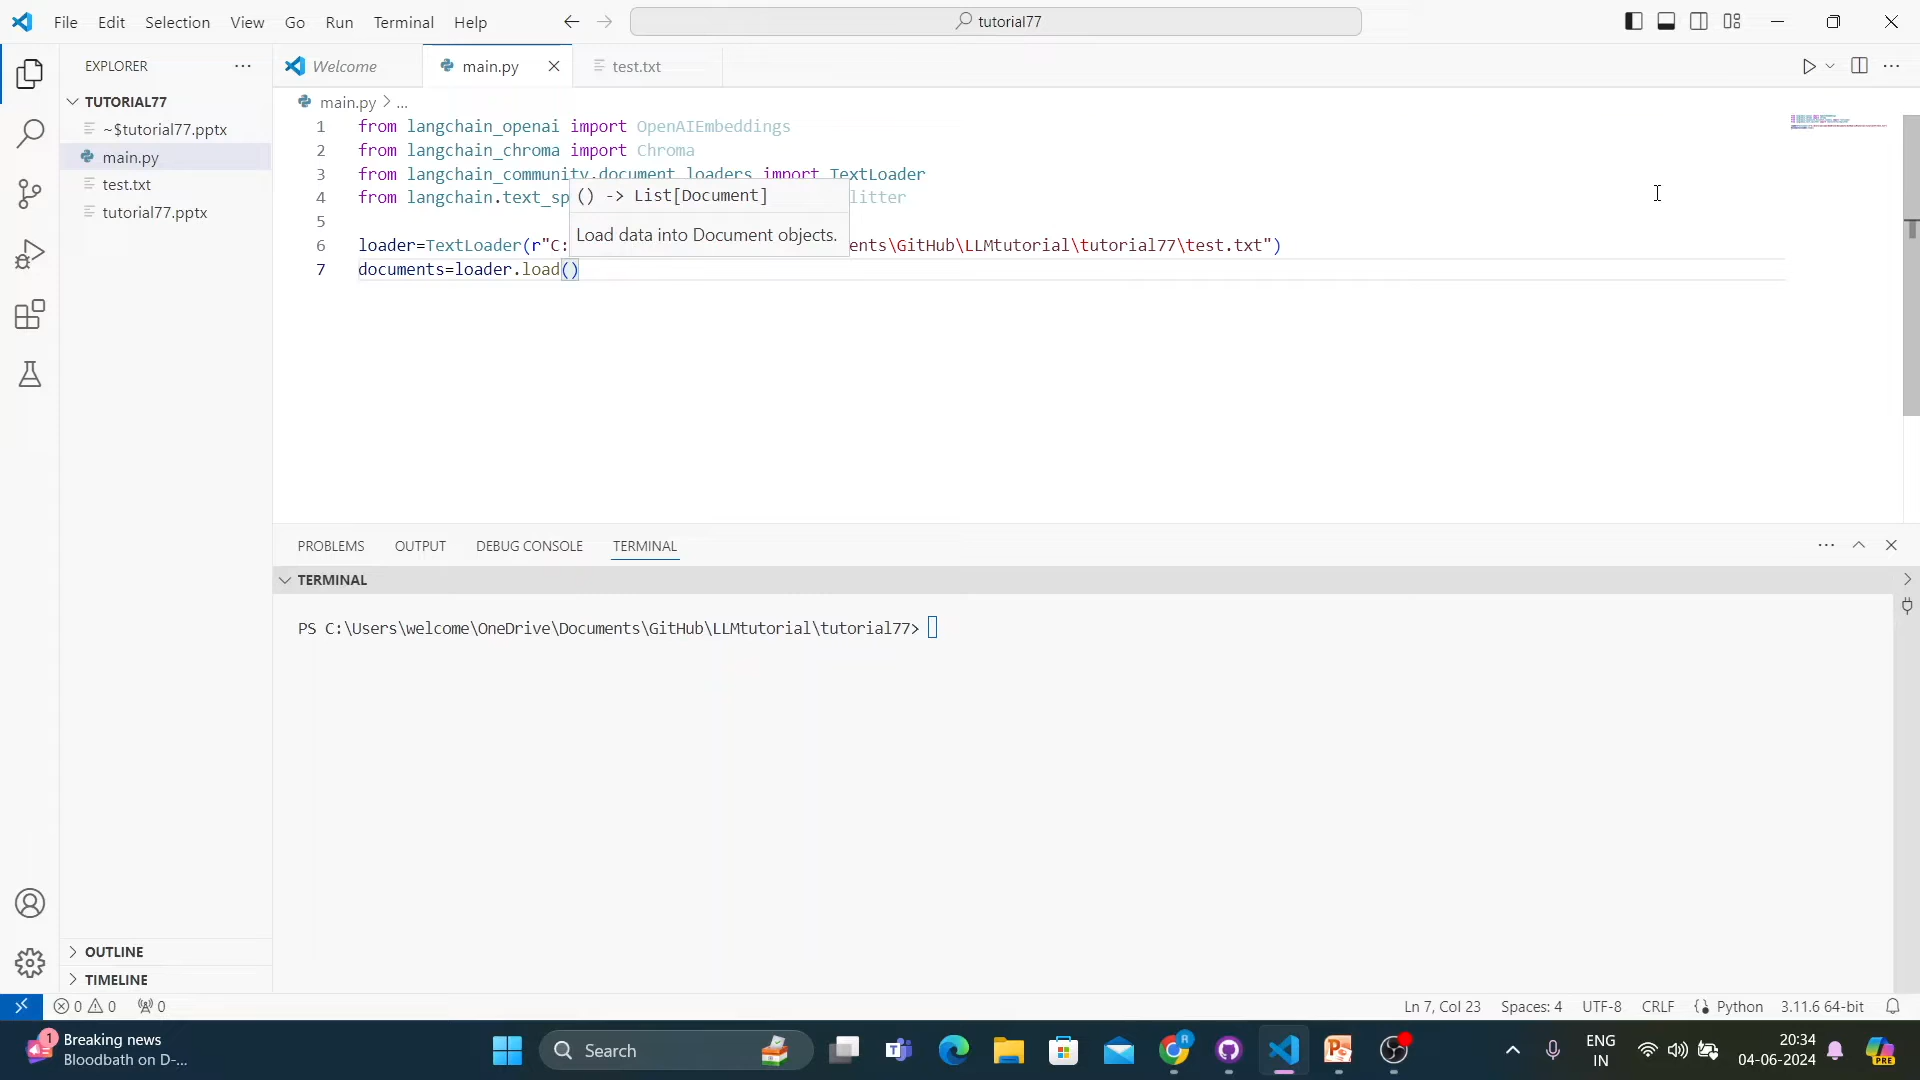 File Edit Selection View Go Run Terminal Help
tutorial77
EXPLORER
TUTORIAL77
~$tutorial77.pptx
main.py
test.txt
tutorial77.pptx
OUTLINE
TIMELINE
Welcome
main.py
test.txt
main.py > ...
1 from langchain_openai import OpenAIEmbeddings
2 from langchain_chroma import Chroma
3 from langchain_community.document_loaders import TextLoader
4 from langchain.text_sp litter
5
6 loader=TextLoader(r"C: ents\GitHub\LLMtutorial\tutorial77\test.txt")
7 documents=loader.load()
() -> List[Document]
Load data into Document objects.
PROBLEMS OUTPUT DEBUG CONSOLE TERMINAL
TERMINAL
PS C:\Users\welcome\OneDrive\Documents\GitHub\LLMtutorial\tutorial77>
0 0 0
Ln 7, Col 23 Spaces: 4 UTF-8 CRLF {} Python 3.11.6 64-bit
1
Breaking news
Bloodbath on D-...
Search
R
ENG
IN
20:34
04-06-2024
PRE